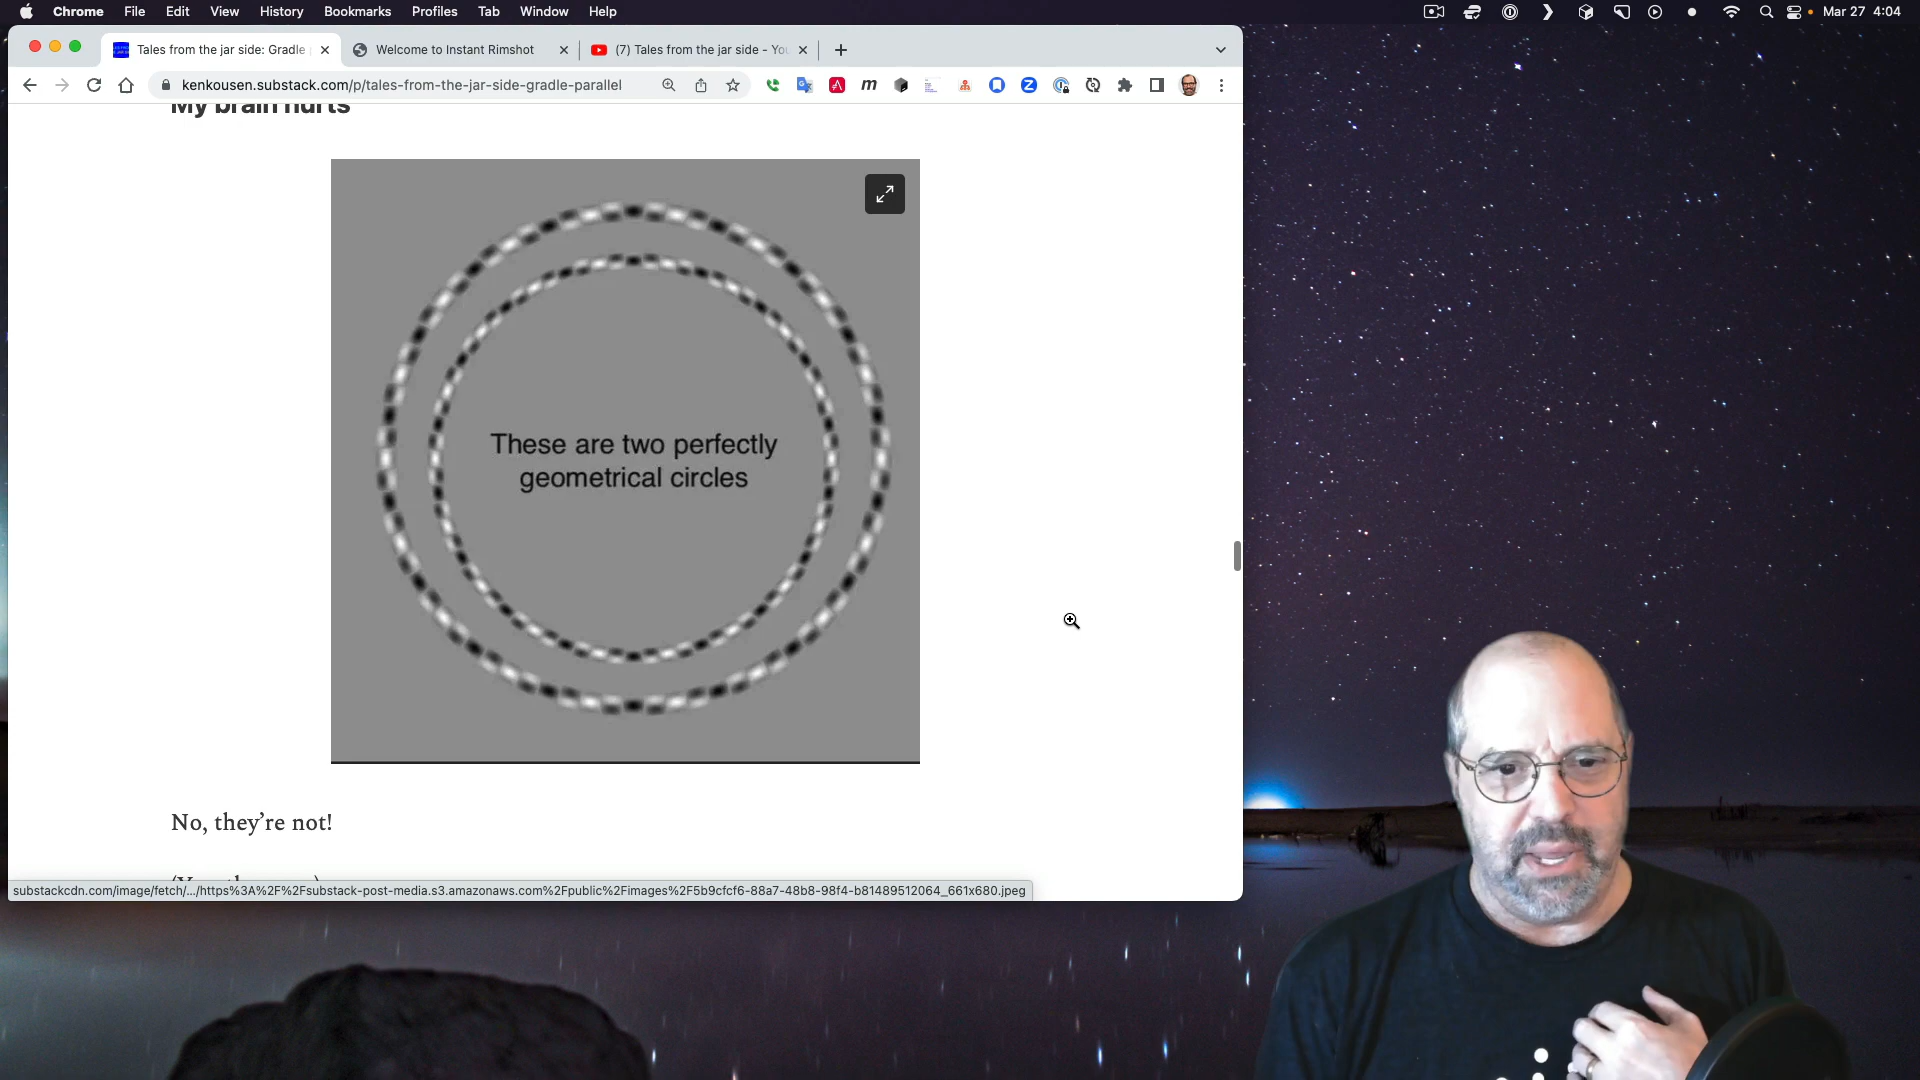 Chrome File Edit View History Bookmarks Profiles Tab Window Help
Mar 27 4:04
Tales from the jar side: Gradle
Welcome to Instant Rimshot
(7) Tales from the jar side - You
kenkousen.substack.com/p/tales-from-the-jar-side-gradle-parallel
My brain hurts
These are two perfectly
geometrical circles
No, they’re not!
substackcdn.com/image/fetch/.../https%3A%2F%2Fsubstack-post-media.s3.amazonaws.com%2Fpublic%2Fimages%2F5b9cfcf6-88a7-48b8-98f4-b81489512064_661x680.jpeg